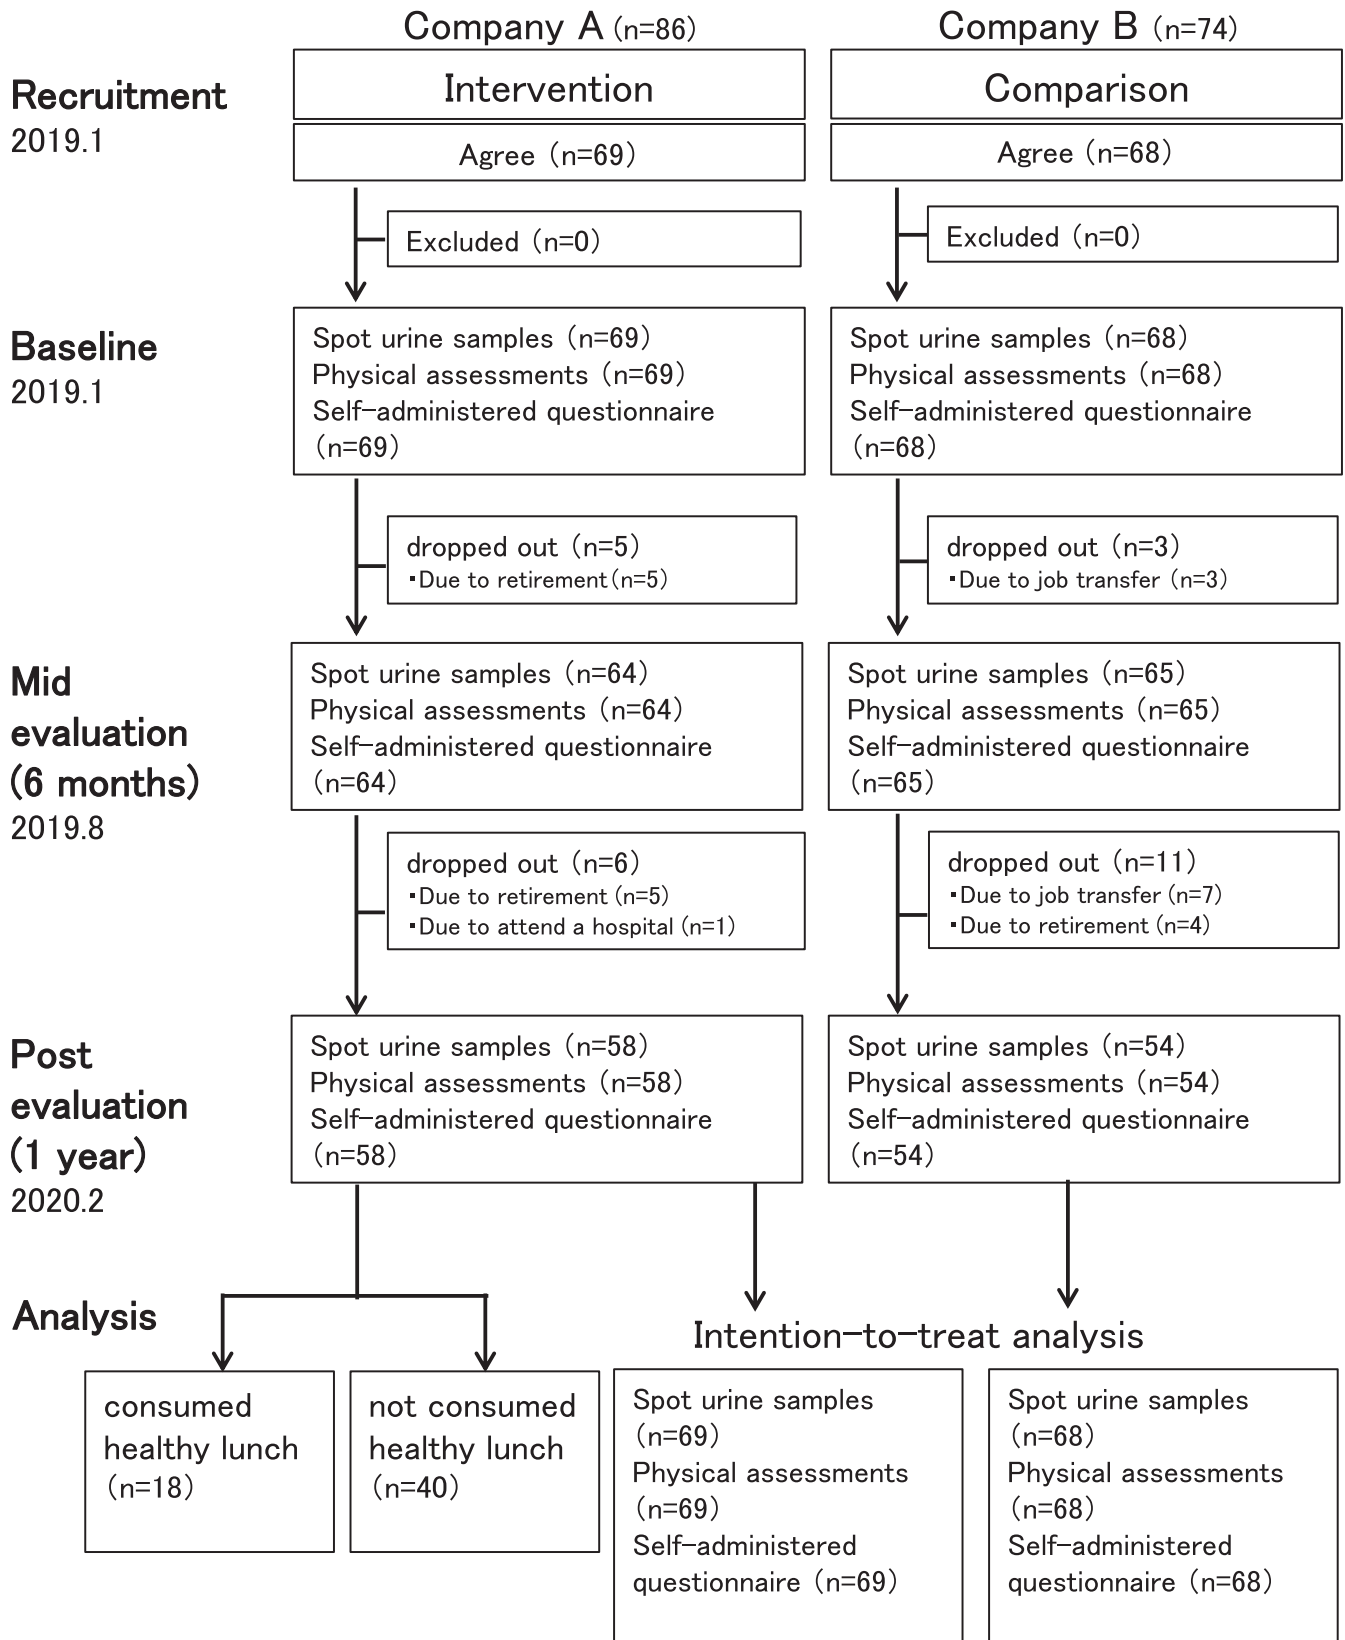 Company A (n=86)
Company B (n=74)
Recruitment
2019.1
Intervention
Comparison
Agree (n=69)
Agree (n=68)
Excluded (n=0)
Excluded (n=0)
Baseline
2019.1
Spot urine samples (n=69)
Physical assessments (n=69)
Self-administered questionnaire
(n=69)
Spot urine samples (n=68)
Physical assessments (n=68)
Self-administered questionnaire
(n=68)
dropped out (n=5)
・Due to retirement(n=5)
dropped out (n=3)
・Due to job transfer (n=3)
Mid
evaluation
(6 months)
2019.8
Spot urine samples (n=64)
Physical assessments (n=64)
Self-administered questionnaire
(n=64)
Spot urine samples (n=65)
Physical assessments (n=65)
Self-administered questionnaire
(n=65)
dropped out (n=6)
・Due to retirement (n=5)
・Due to attend a hospital (n=1)
dropped out (n=11)
・Due to job transfer (n=7)
・Due to retirement (n=4)
Post
evaluation
(1 year)
2020.2
Spot urine samples (n=58)
Physical assessments (n=58)
Self-administered questionnaire
(n=58)
Spot urine samples (n=54)
Physical assessments (n=54)
Self-administered questionnaire
(n=54)
Analysis
Intention-to-treat analysis
consumed
healthy lunch
(n=18)
not consumed
healthy lunch
(n=40)
Spot urine samples
(n=69)
Physical assessments
(n=69)
Self-administered
questionnaire (n=69)
Spot urine samples
(n=68)
Physical assessments
(n=68)
Self-administered
questionnaire (n=68)